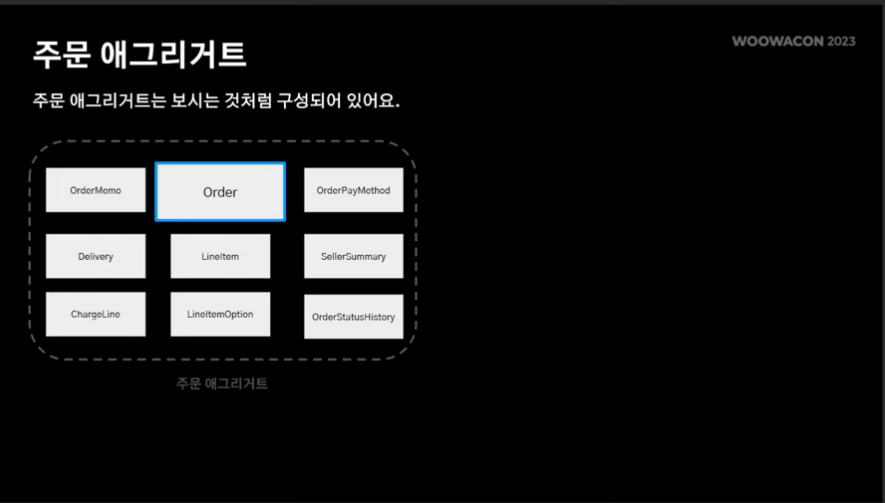 주문 애그리거트
WOOWACON 2023
주문 애그리거트는 보시는 것처럼 구성되어 있어요.
OrderMemo
Order
OrderPayMethod
Delivery
LineItem
SellerSummary
ChargeLine
LineItemOption
OrderStatusHistory
주문 애그리거트